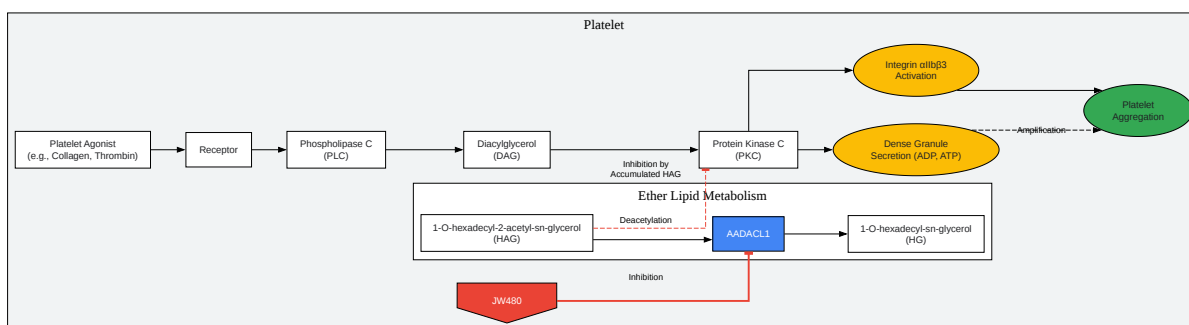 Platelet
Integrin αIIbβ3
Activation
Platelet
Aggregation
Amplification
Platelet Agonist
(e.g., Collagen, Thrombin)
Receptor
Phospholipase C
(PLC)
Diacylglycerol
(DAG)
Protein Kinase C
(PKC)
Dense Granule
Secretion (ADP, ATP)
Inhibition by
Accumulated HAG
Ether Lipid Metabolism
Deacetylation
1-O-hexadecyl-2-acetyl-sn-glycerol
(HAG)
AADACL1
1-O-hexadecyl-sn-glycerol
(HG)
Inhibition
JW480